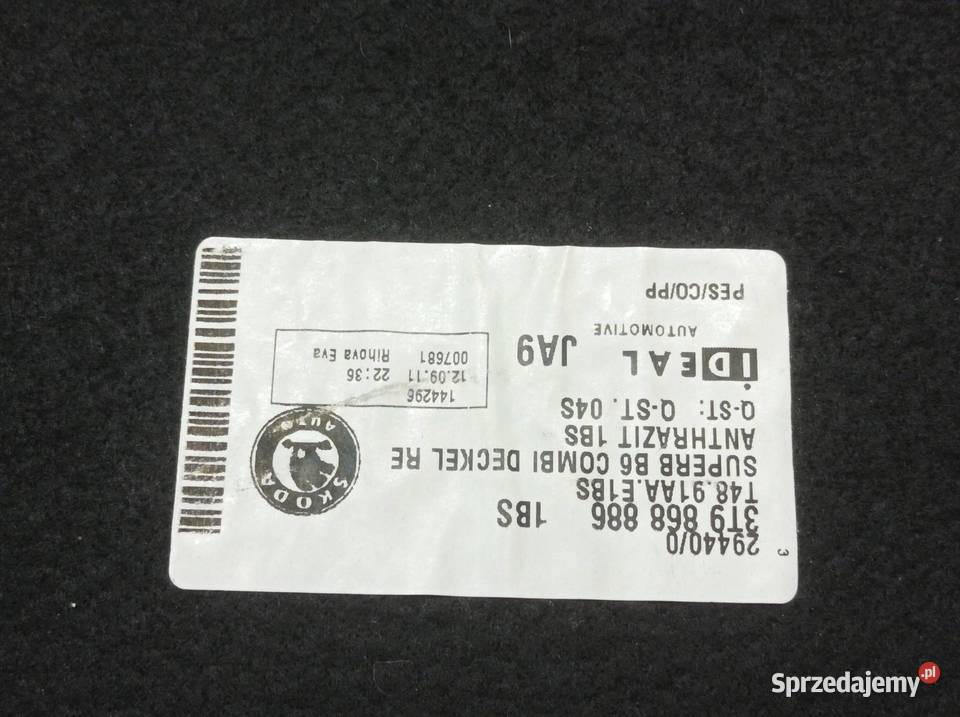 3
29440/0
3T9 868 886 1BS
T48.91AA.E1BS
SUPERB B6 COMBI DECKEL RE
ANTHRAZIT 1BS
Q-ST: Q-ST. 04S
SKODA
AUTO
144296
12.09.11 22:36
007681 Rihova Eva
iDEAL JA9
AUTOMOTIVE
PES/CO/PP
Sprzedajemy.pl